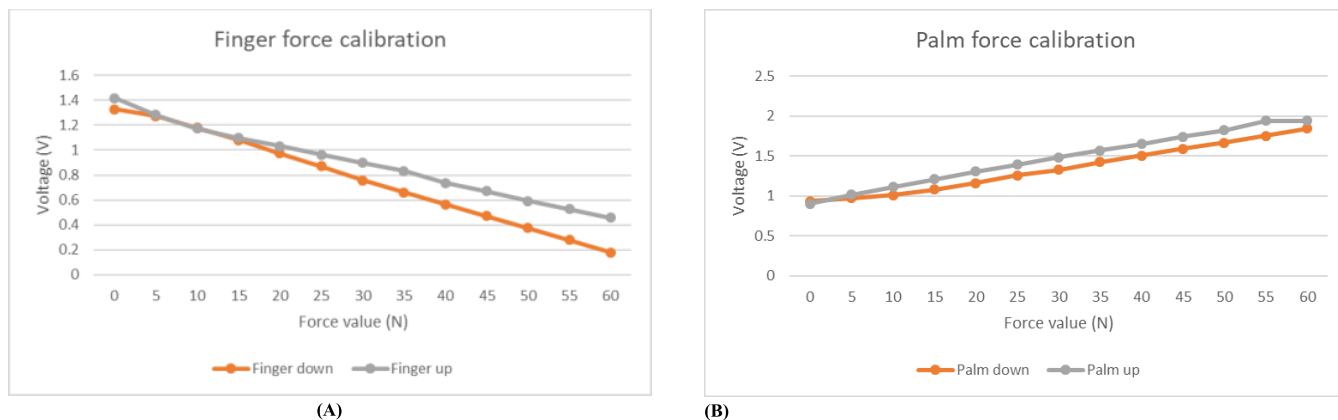 Finger force calibration
Voltage (V)
1.6
1.4
1.2
1
0.8
0.6
0.4
0.2
0
0 5 10 15 20 25 30 35 40 45 50 55 60
Force value (N)
Finger down Finger up
(A)
Palm force calibration
Voltage (V)
2.5
2
1.5
1
0.5
0
0 5 10 15 20 25 30 35 40 45 50 55 60
Force value (N)
Palm down Palm up
(B)